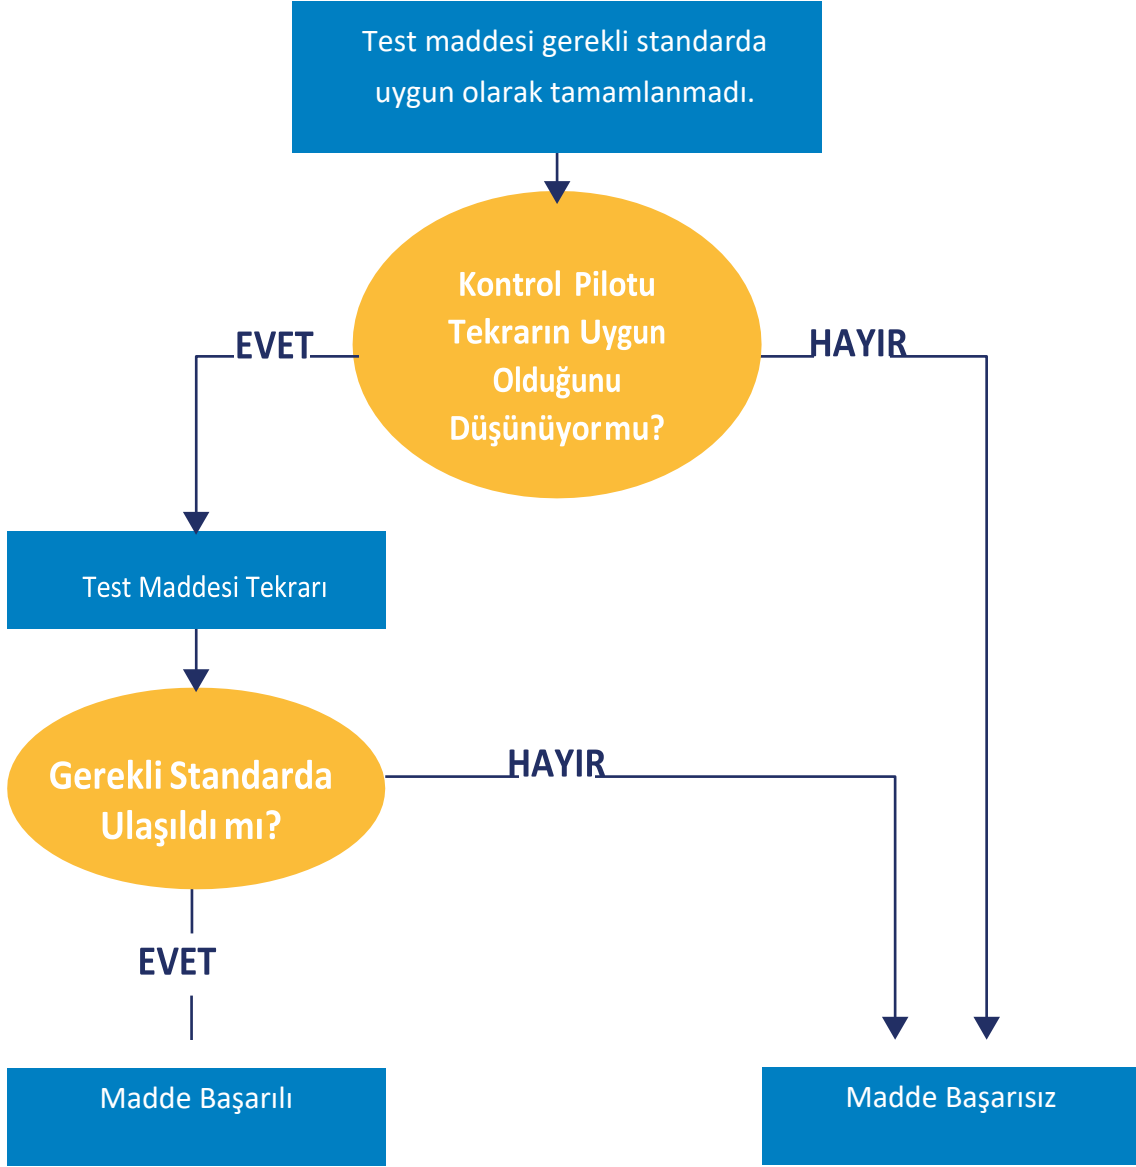 Test maddesi gerekli standarda
uygun olarak tamamlanmadı.
Kontrol Pilotu
Tekrarın Uygun
Olduğunu
Düşünüyormu?
EVET
HAYIR
Test Maddesi Tekrarı
Gerekli Standarda
Ulaşıldı mı?
HAYIR
EVET
Madde Başarılı
Madde Başarısız